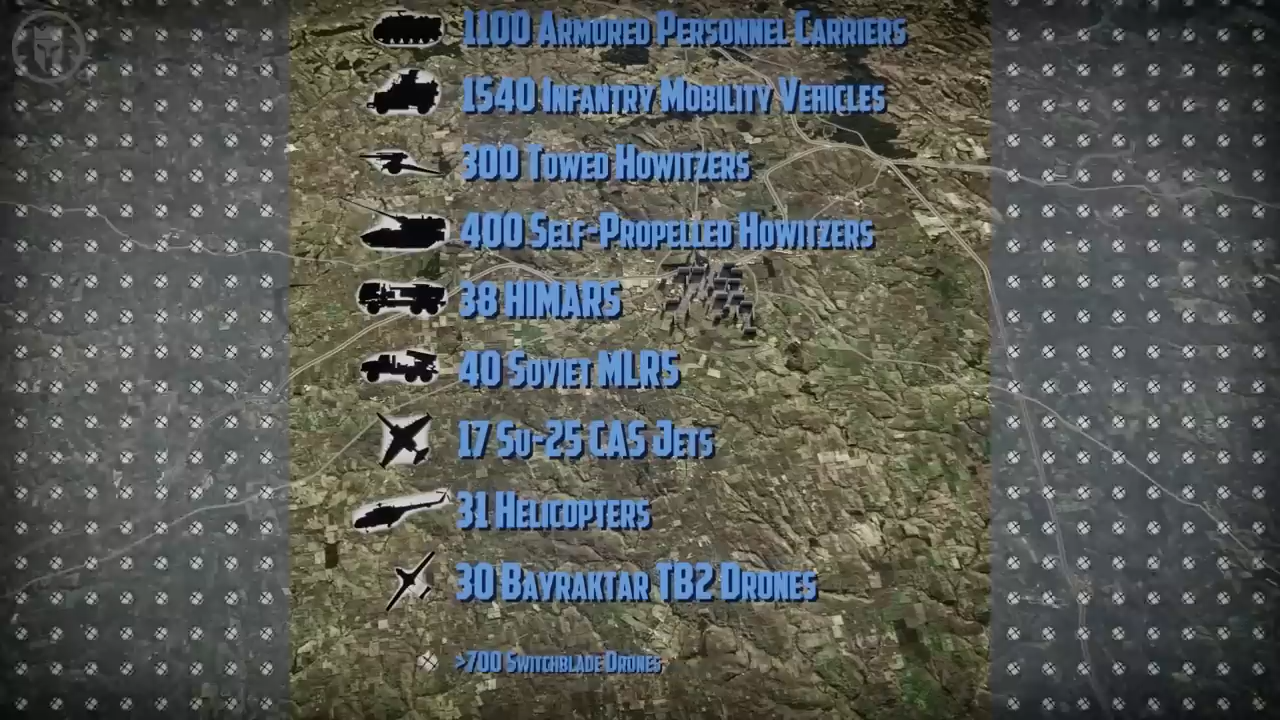 1100 Armored Personnel Carriers
1540 Infantry Mobility Vehicles
300 Towed Howitzers
400 Self-Propelled Howitzers
38 HIMARS
40 Soviet MLRS
17 Su-25 CAS Jets
31 Helicopters
30 Bayraktar TB2 Drones
>700 Switchblade Drones